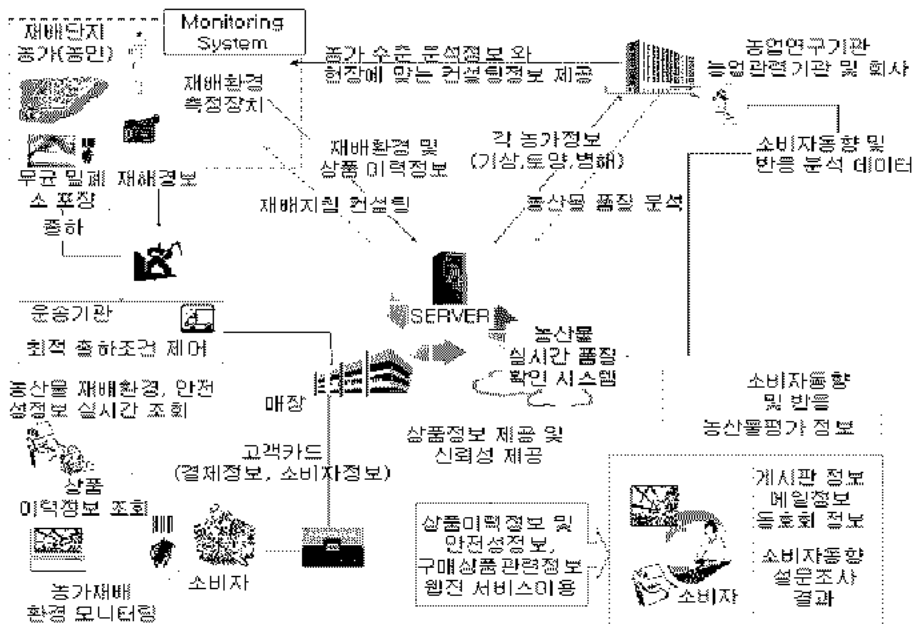 재배단지
농가(농민)
Monitoring
System
농가 수준 분석정보 와
현장에 맞는 컨설팅정보 제공
농업연구기관
농업관련기관 및 회사
재배환경
측정장치
재배환경 및
상품 이력정보
각 농가정보
(기상,토양,병해)
소비자동향 및
반응 분석 데이터
무균 밀폐
소 포장
출하
재해경보
재배지침 컨설팅
농산물 품질 분석
SERVER
운송기관
최적 출하조건 제어
농산물
실시간 품질
확인 시스템
농산물 재배환경, 안전
성정보 실시간 조회
매장
소비자동향
및 반응
농산물평가 정보
상품정보 제공 및
신뢰성 제공
고객카드
(결제정보, 소비자정보)
상품
이력정보 조회
게시판 정보
메일정보
동호회 정보
상품이력정보 및
안전성정보,
구매상품관련정보
웹진 서비스이용
소비자동향
설문조사
결과
소비자
소비자
농가재배
환경 모니터링